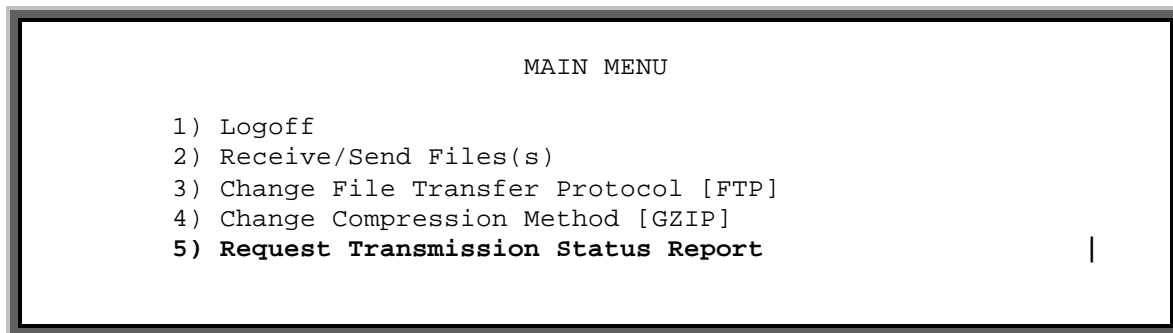 MAIN MENU
1) Logoff
2) Receive/Send Files(s)
3) Change File Transfer Protocol [FTP]
4) Change Compression Method [GZIP]
5) Request Transmission Status Report |